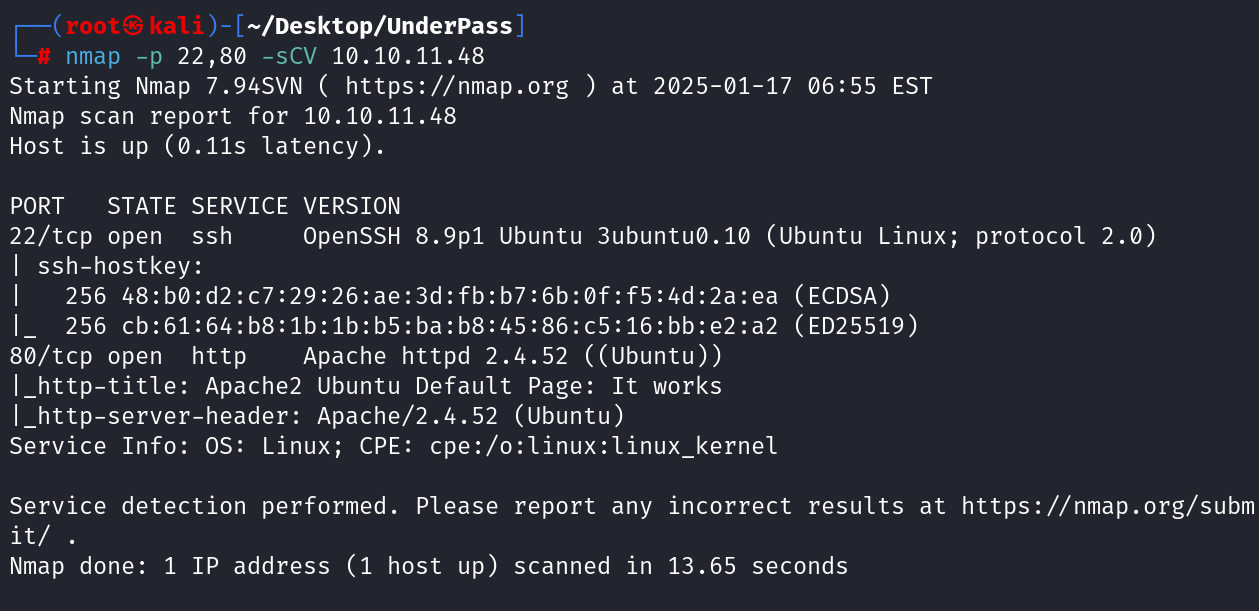 ┌──(root㉿kali)-[~/Desktop/UnderPass]
└─# nmap -p 22,80 -sCV 10.10.11.48
Starting Nmap 7.94SVN ( https://nmap.org ) at 2025-01-17 06:55 EST
Nmap scan report for 10.10.11.48
Host is up (0.11s latency).

PORT   STATE SERVICE VERSION
22/tcp open  ssh     OpenSSH 8.9p1 Ubuntu 3ubuntu0.10 (Ubuntu Linux; protocol 2.0)
| ssh-hostkey:
|   256 48:b0:d2:c7:29:26:ae:3d:fb:b7:6b:0f:f5:4d:2a:ea (ECDSA)
|_  256 cb:61:64:b8:1b:1b:b5:ba:b8:45:86:c5:16:bb:e2:a2 (ED25519)
80/tcp open  http    Apache httpd 2.4.52 ((Ubuntu))
|_http-title: Apache2 Ubuntu Default Page: It works
|_http-server-header: Apache/2.4.52 (Ubuntu)
Service Info: OS: Linux; CPE: cpe:/o:linux:linux_kernel

Service detection performed. Please report any incorrect results at https://nmap.org/subm
it/ .
Nmap done: 1 IP address (1 host up) scanned in 13.65 seconds